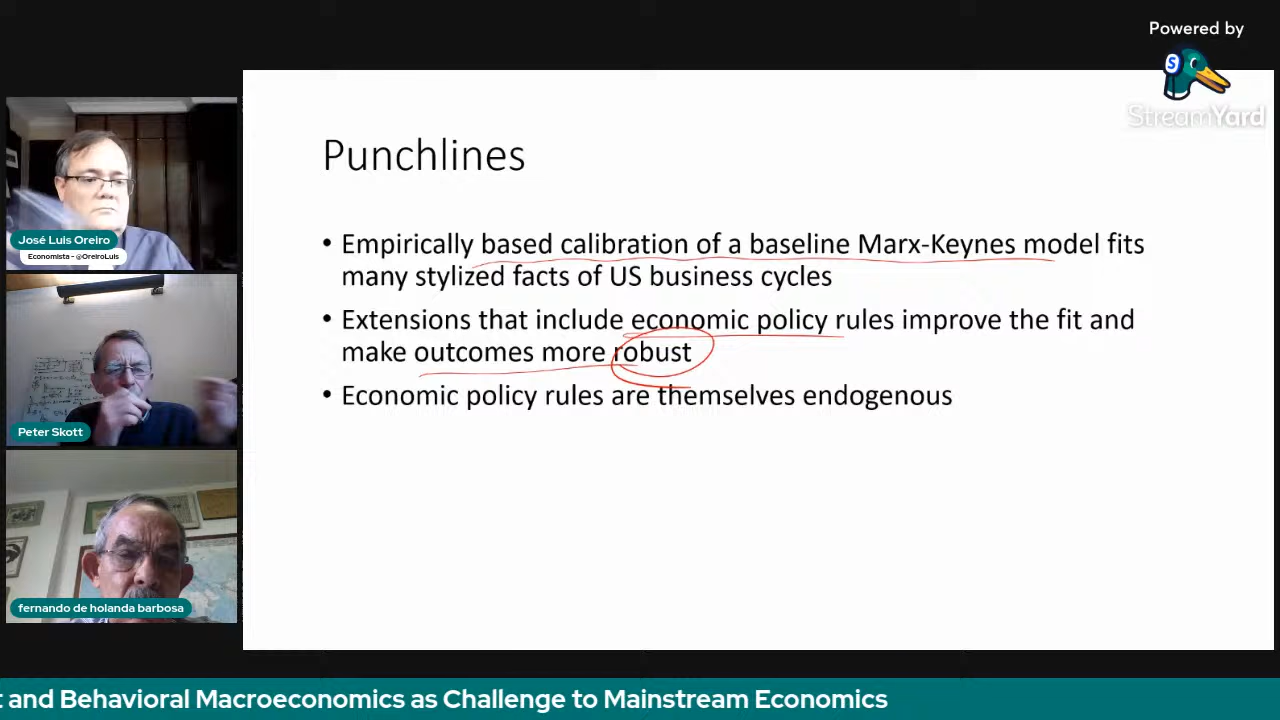 Powered by
S
StreamYard
Punchlines
• Empirically based calibration of a baseline Marx-Keynes model fits
many stylized facts of US business cycles
• Extensions that include economic policy rules improve the fit and
make outcomes more robust
• Economic policy rules are themselves endogenous
José Luis Oreiro
Economista - @OreiroLuis
Peter Skott
fernando de holanda barbosa
t and Behavioral Macroeconomics as Challenge to Mainstream Economics